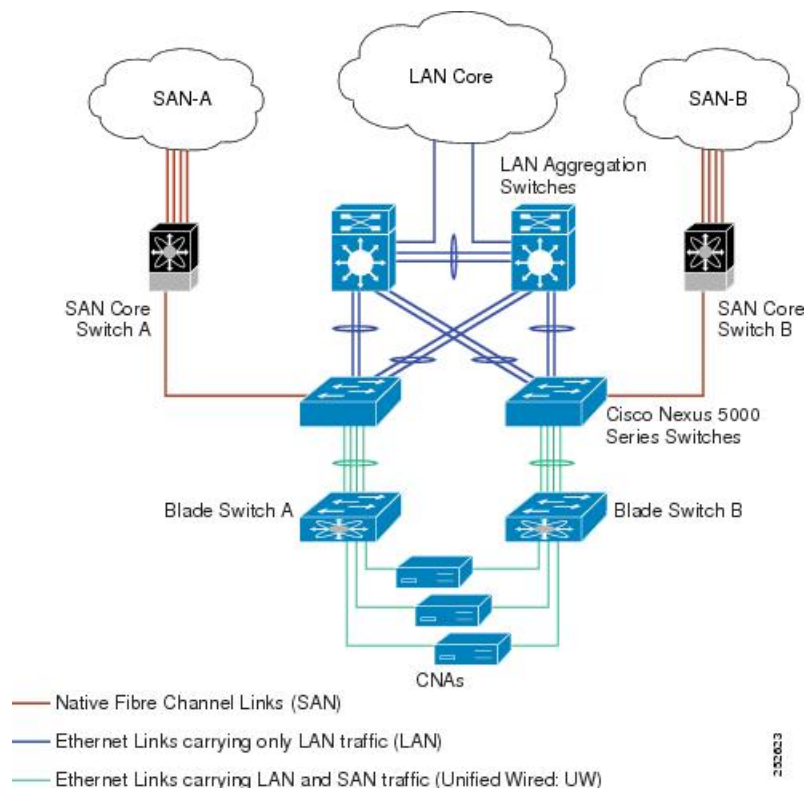 SAN-A
LAN Core
SAN-B
LAN Aggregation
Switches
SAN Core
Switch A
SAN Core
Switch B
Cisco Nexus 5000
Series Switches
Blade Switch A
Blade Switch B
CNAs
Native Fibre Channel Links (SAN)
Ethernet Links carrying only LAN traffic (LAN)
Ethernet Links carrying LAN and SAN traffic (Unified Wired: UW)
252623